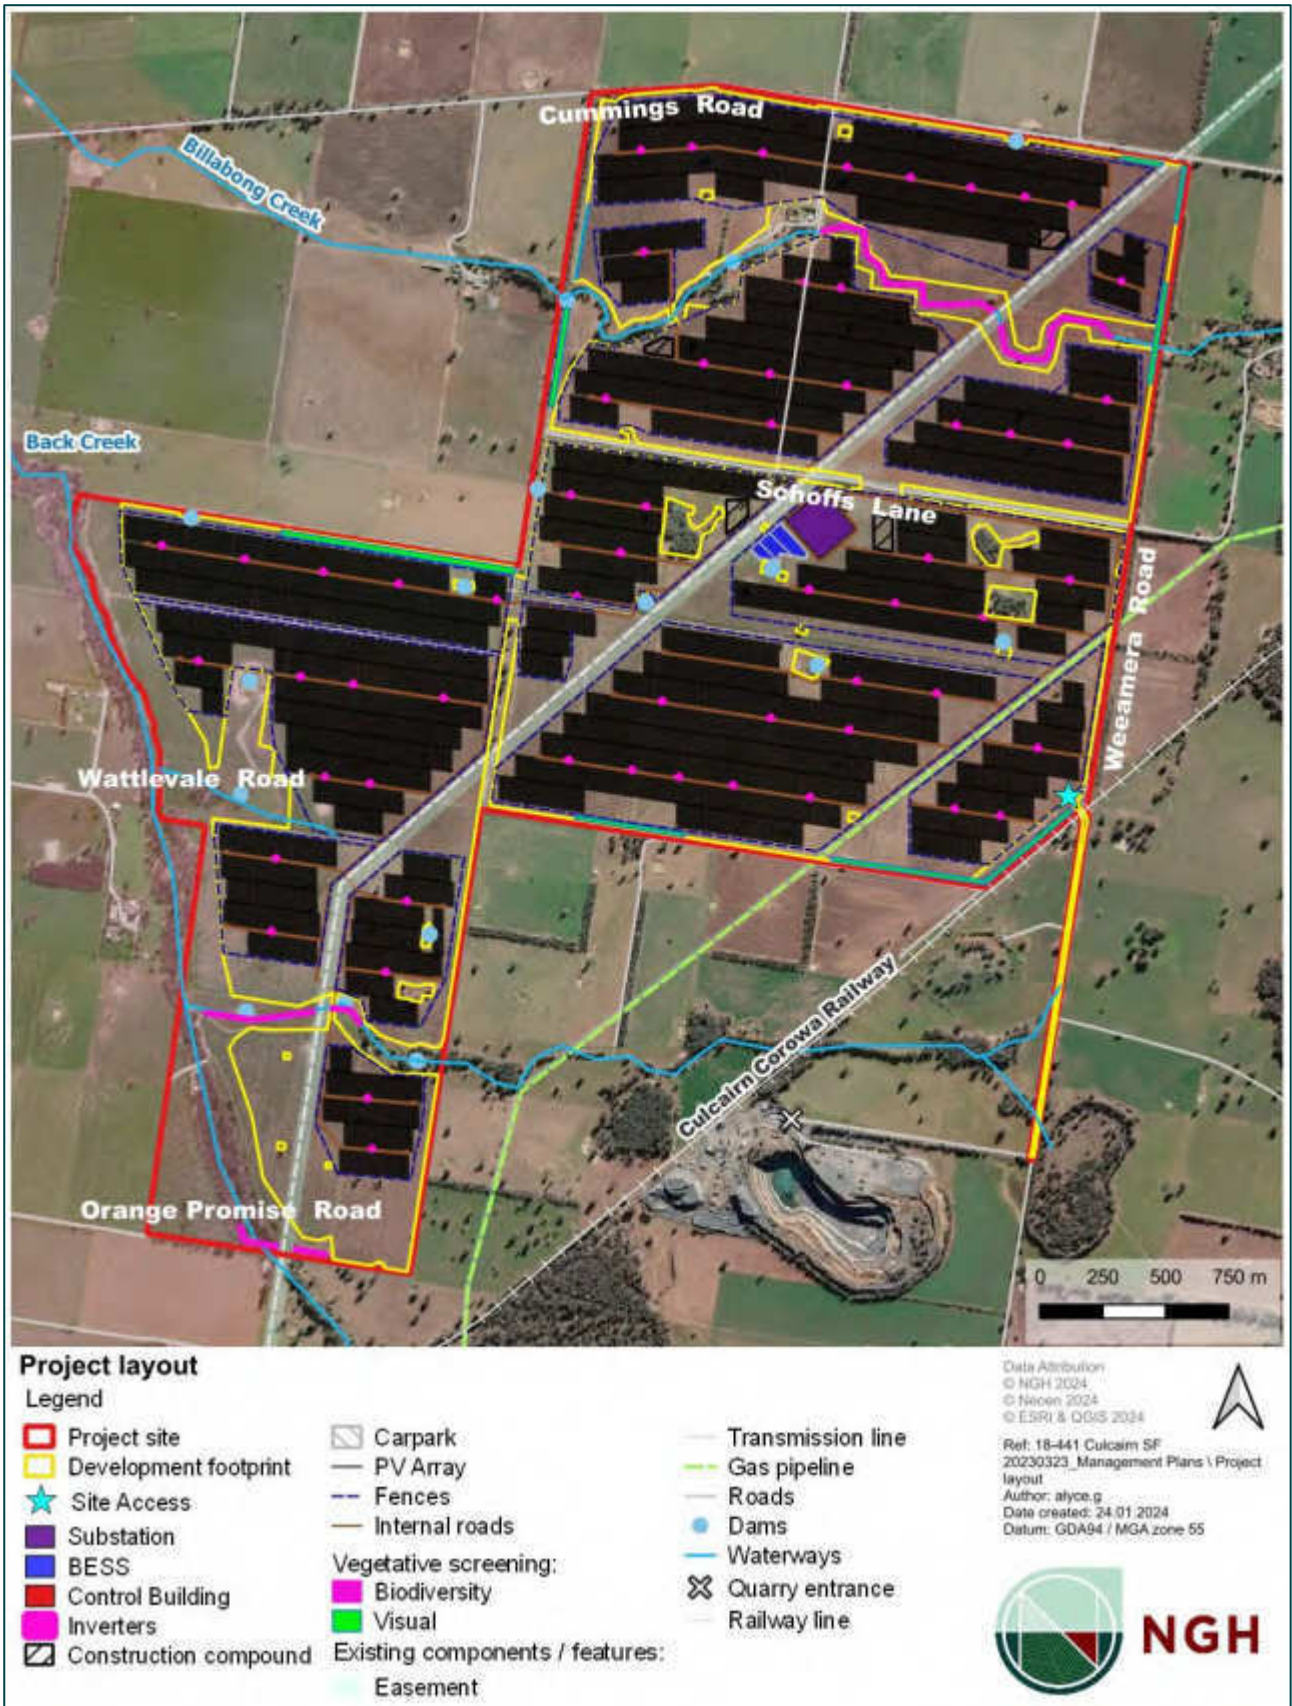 Cummings Road
Billabong Creek
Back Creek
Schoffs Lane
Weeamera Road
Wattlevale Road
Culcairn Corowa Railway
Orange Promise Road
0 250 500 750 m
Project layout
Legend
Project site
Development footprint
Site Access
Substation
BESS
Control Building
Inverters
Construction compound
Carpark
PV Array
Fences
Internal roads
Vegetative screening:
Biodiversity
Visual
Existing components / features:
Easement
Transmission line
Gas pipeline
Roads
Dams
Waterways
Quarry entrance
Railway line
Data Attribution
© NGH 2024
© Neoen 2024
© ESRI & QGIS 2024
Ref: 18-441 Culcairn SF
20230323_Management Plans \ Project
layout
Author: alyce.g
Date created: 24.01.2024
Datum: GDA94 / MGA zone 55
NGH